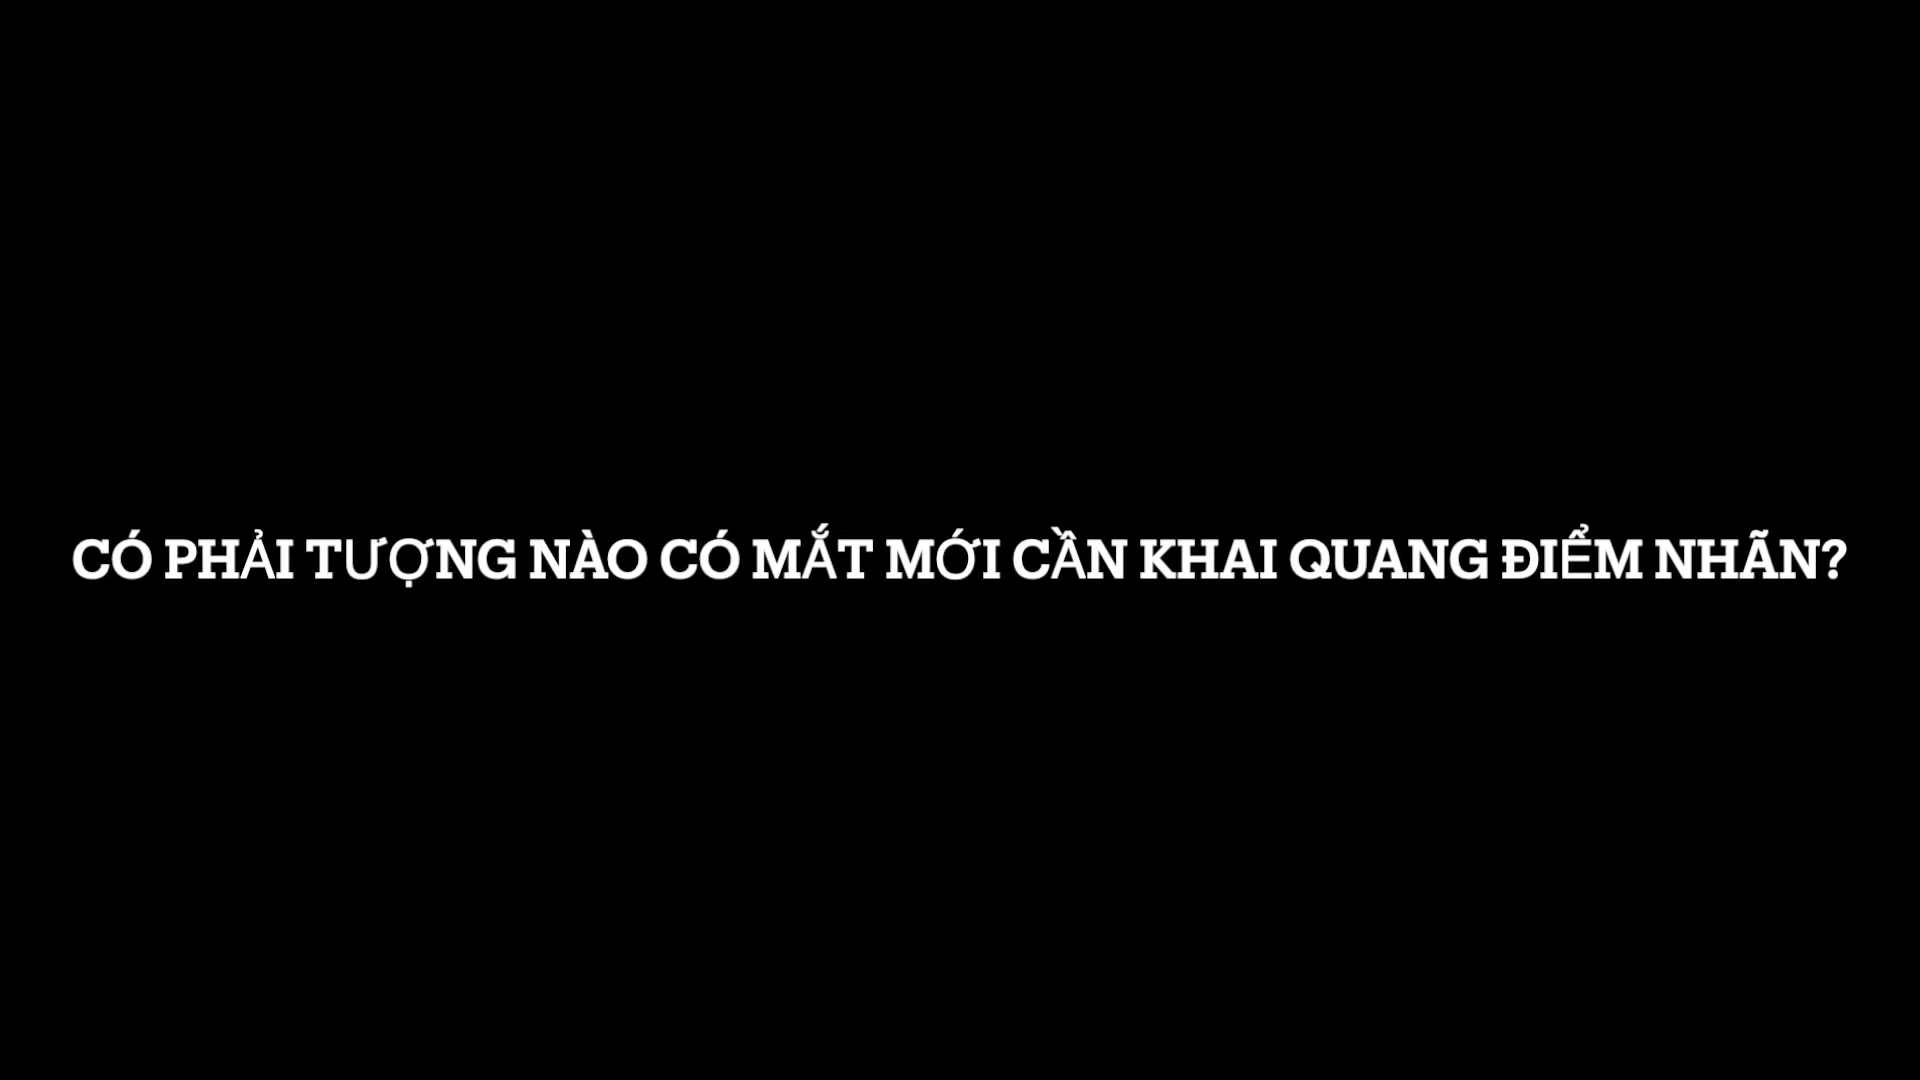 CÓ PHẢI TƯỢNG NÀO CÓ MẮT MỚI CẦN KHAI QUANG ĐIỂM NHÃN?